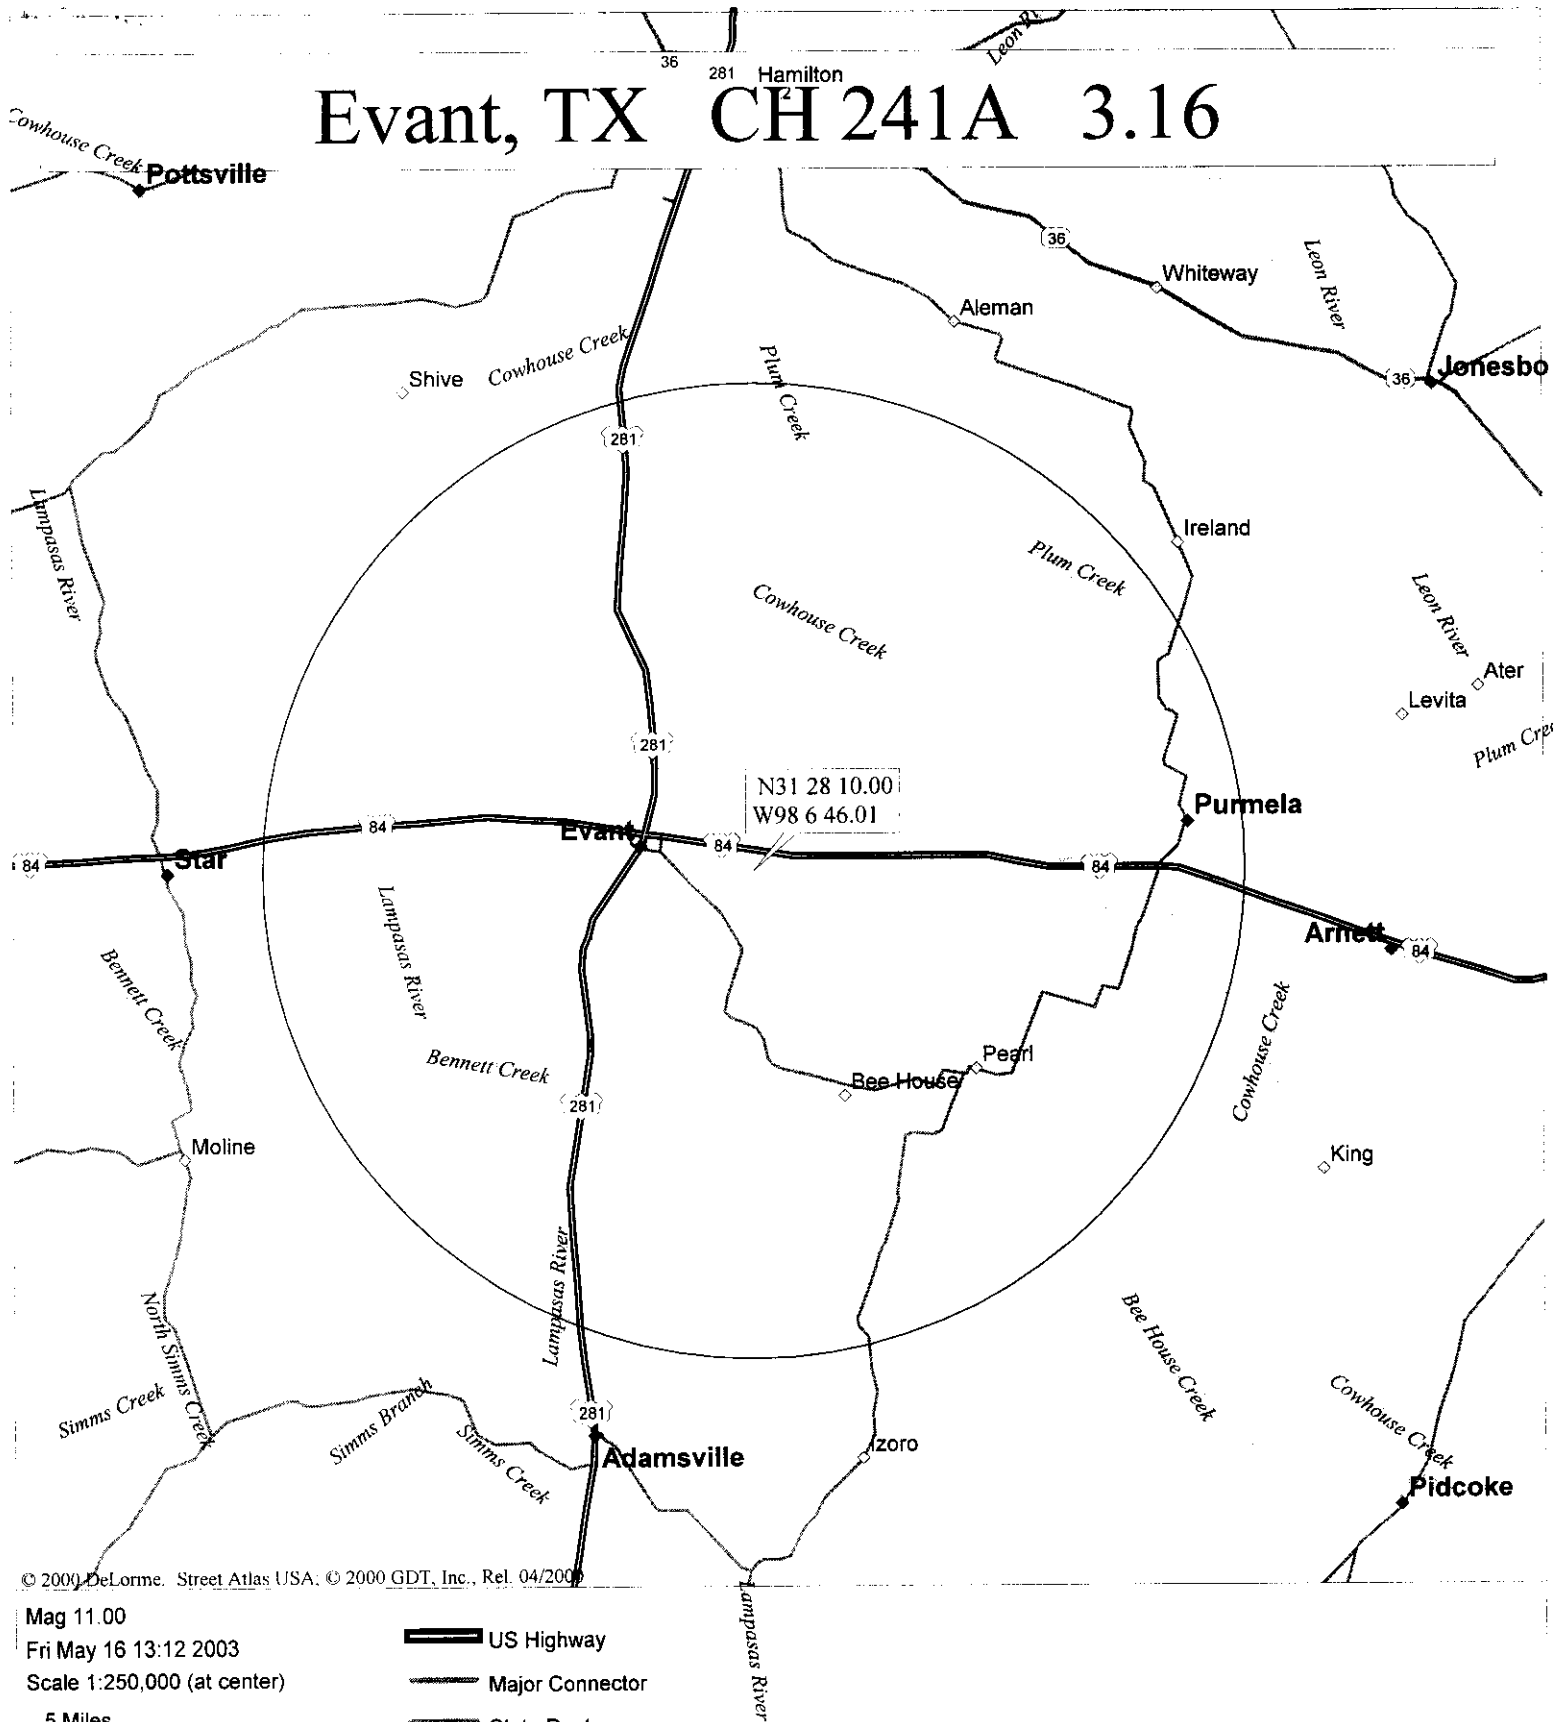 Leon
36
281 Hamilton
Evant, TX CH 241A 3.16
Cowhouse Creek
Pottsville
36
Whiteway
Leon River
Aleman
Cowhouse Creek
Plum Creek
Shive
36
Jonesbo
281
Lampasas River
Ireland
Plum Creek
Cowhouse Creek
Leon River
Ater
Levita
Plum Cree
281
N31 28 10.00
W98 6 46.01
Purmela
84
Evant
84
84
Star
84
Lampasas River
Arnett
84
Bennett Creek
Cowhouse Creek
Bennett Creek
Pearl
Bee House
281
Moline
King
Lampasas River
North Simms Creek
Bee House Creek
Simms Creek
Simms Branch
Cowhouse Creek
281
Simms Creek
Adamsville
Izoro
Pidcoke
© 2000 DeLorme. Street Atlas USA; © 2000 GDT, Inc., Rel. 04/2000
Lampasas River
Mag 11.00
Fri May 16 13:12 2003
Scale 1:250,000 (at center)
5 Miles
US Highway
Major Connector